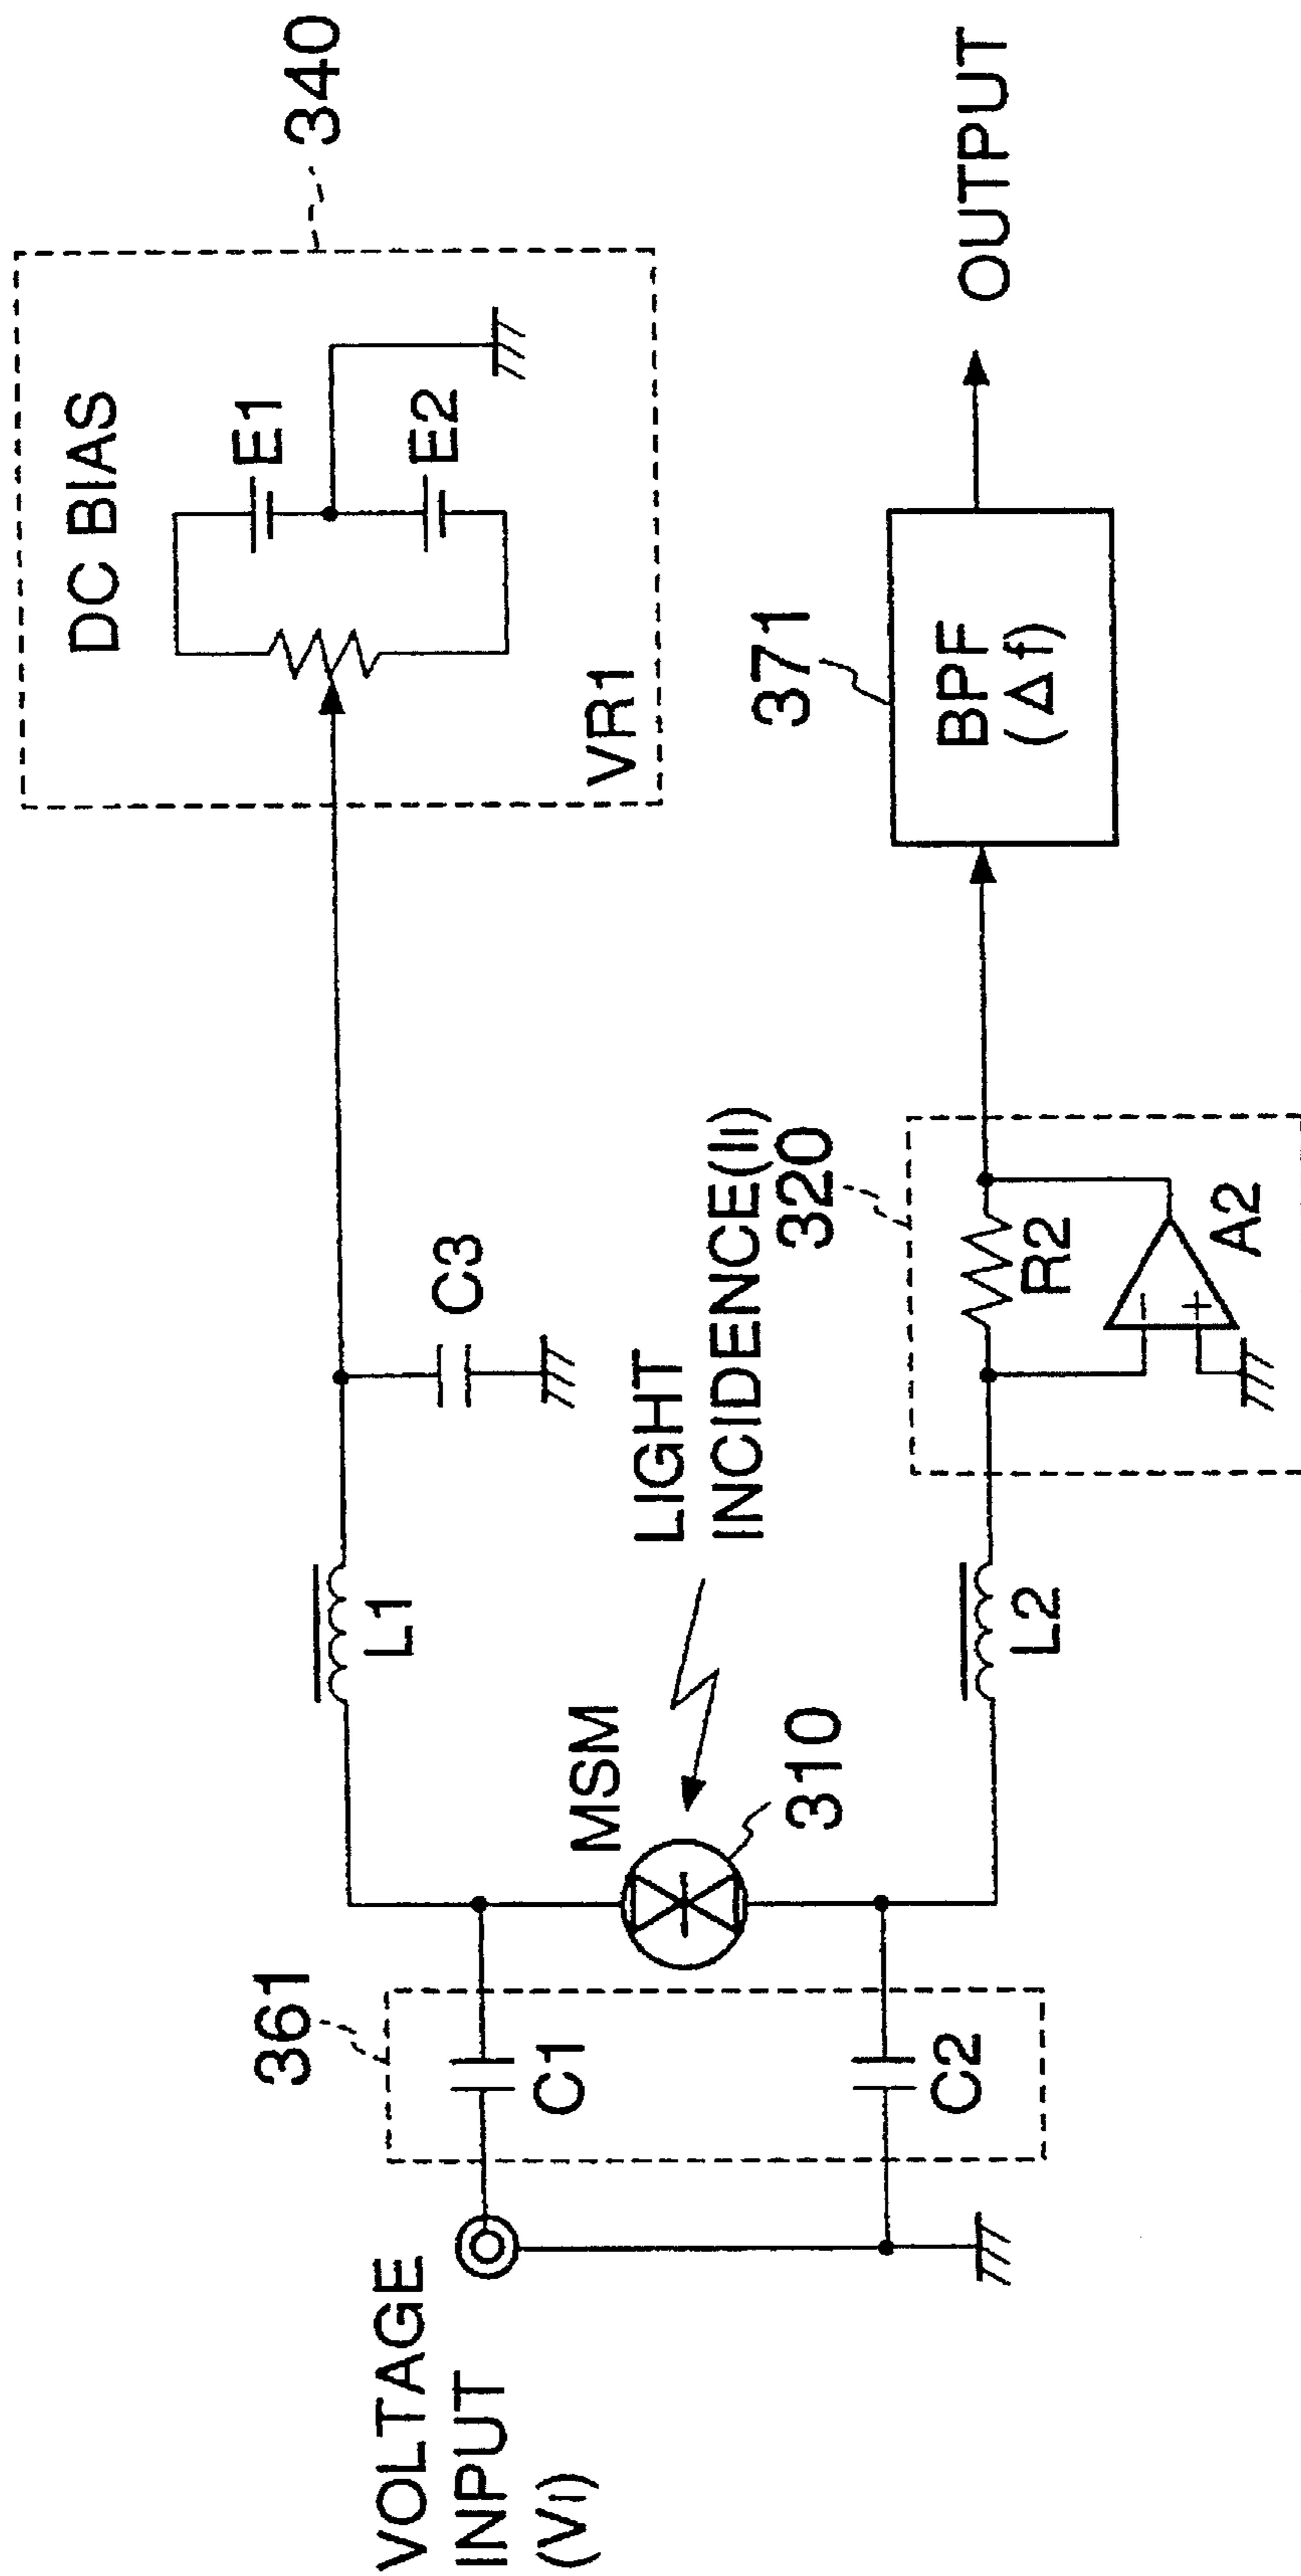 DC BIAS
340
E1
E2
VR1
L1
C3
361
MSM
LIGHT
INCIDENCE(Ii)
VOLTAGE
INPUT
(Vi)
C1
310
C2
L2
320
R2
-
+
A2
371
BPF
(Δf)
OUTPUT